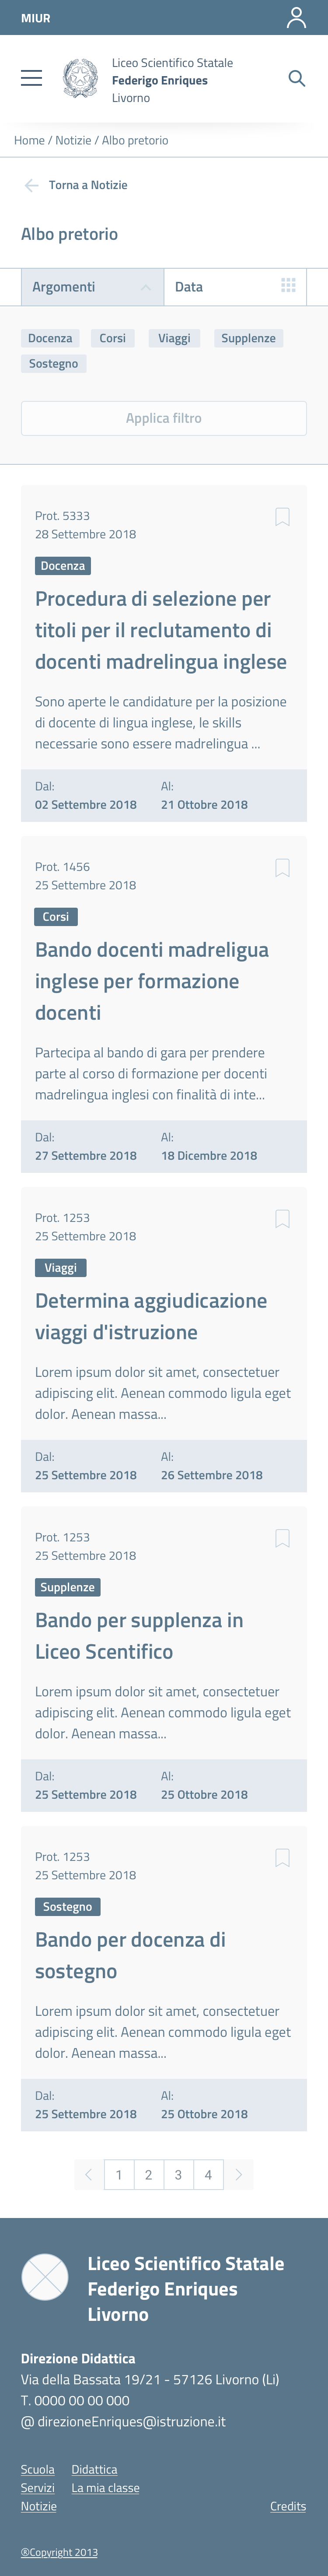 MIUR
Liceo Scientifico Statale
Federigo Enriques
Livorno
Home / Notizie / Albo pretorio
Torna a Notizie
Albo pretorio
Argomenti
Data
Docenza Corsi Viaggi Supplenze
Sostegno
Applica filtro
Prot. 5333
28 Settembre 2018
Docenza
Procedura di selezione per
titoli per il reclutamento di
docenti madrelingua inglese
Sono aperte le candidature per la posizione
di docente di lingua inglese, le skills
necessarie sono essere madrelingua ...
Dal: Al:
02 Settembre 2018 21 Ottobre 2018
Prot. 1456
25 Settembre 2018
Corsi
Bando docenti madreligua
inglese per formazione
docenti
Partecipa al bando di gara per prendere
parte al corso di formazione per docenti
madrelingua inglesi con finalità di inte...
Dal: Al:
27 Settembre 2018 18 Dicembre 2018
Prot. 1253
25 Settembre 2018
Viaggi
Determina aggiudicazione
viaggi d'istruzione
Lorem ipsum dolor sit amet, consectetuer
adipiscing elit. Aenean commodo ligula eget
dolor. Aenean massa...
Dal: Al:
25 Settembre 2018 26 Settembre 2018
Prot. 1253
25 Settembre 2018
Supplenze
Bando per supplenza in
Liceo Scentifico
Lorem ipsum dolor sit amet, consectetuer
adipiscing elit. Aenean commodo ligula eget
dolor. Aenean massa...
Dal: Al:
25 Settembre 2018 25 Ottobre 2018
Prot. 1253
25 Settembre 2018
Sostegno
Bando per docenza di
sostegno
Lorem ipsum dolor sit amet, consectetuer
adipiscing elit. Aenean commodo ligula eget
dolor. Aenean massa...
Dal: Al:
25 Settembre 2018 25 Ottobre 2018
1 2 3 4
Liceo Scientifico Statale
Federigo Enriques
Livorno
Direzione Didattica
Via della Bassata 19/21 - 57126 Livorno (Li)
T. 0000 00 00 000
@ direzioneEnriques@istruzione.it
Scuola Didattica
Servizi La mia classe
Notizie Credits
®Copyright 2013